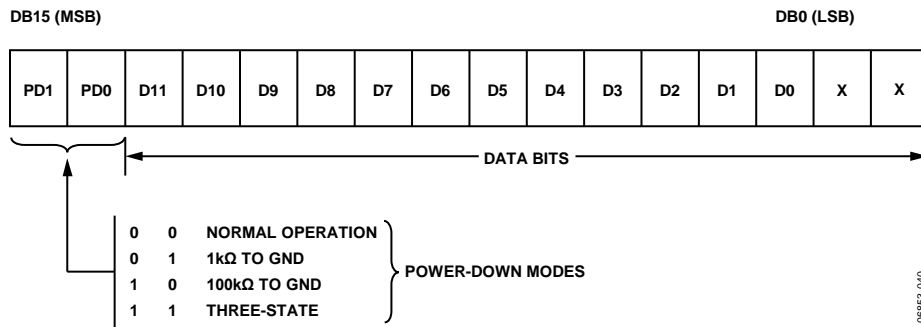 DB15 (MSB) DB0 (LSB)
PD1 PD0 D11 D10 D9 D8 D7 D6 D5 D4 D3 D2 D1 D0 X X
DATA BITS
0 0 NORMAL OPERATION
0 1 1kΩ TO GND
1 0 100kΩ TO GND
1 1 THREE-STATE
POWER-DOWN MODES
06853-040